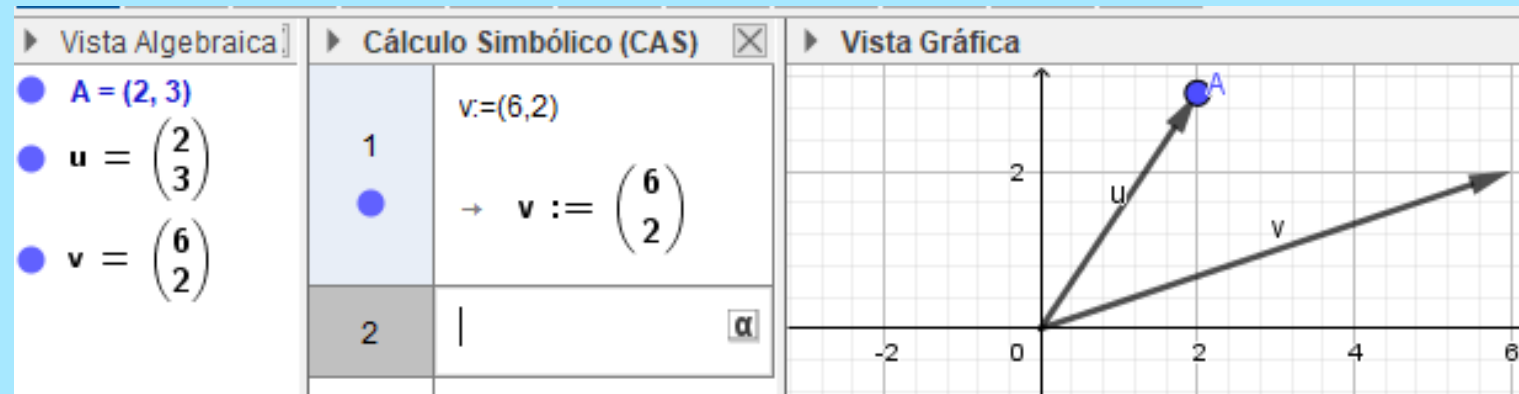 Vista Algebraica
A = (2, 3)
u = (2
3)
v = (6
2)
Cálculo Simbólico (CAS)
1
v:=(6,2)
→ v := (6
2)
2
α
Vista Gráfica
A
2
u
v
-2 0 2 4 6